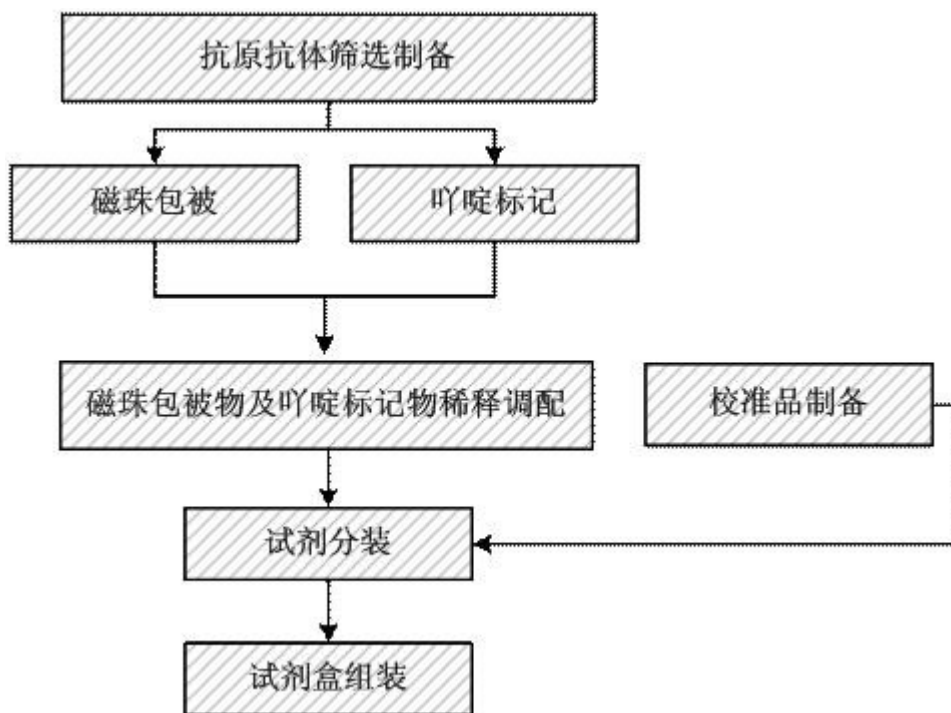 抗原抗体筛选制备
磁珠包被
吖啶标记
磁珠包被物及吖啶标记物稀释调配
校准品制备
试剂分装
试剂盒组装